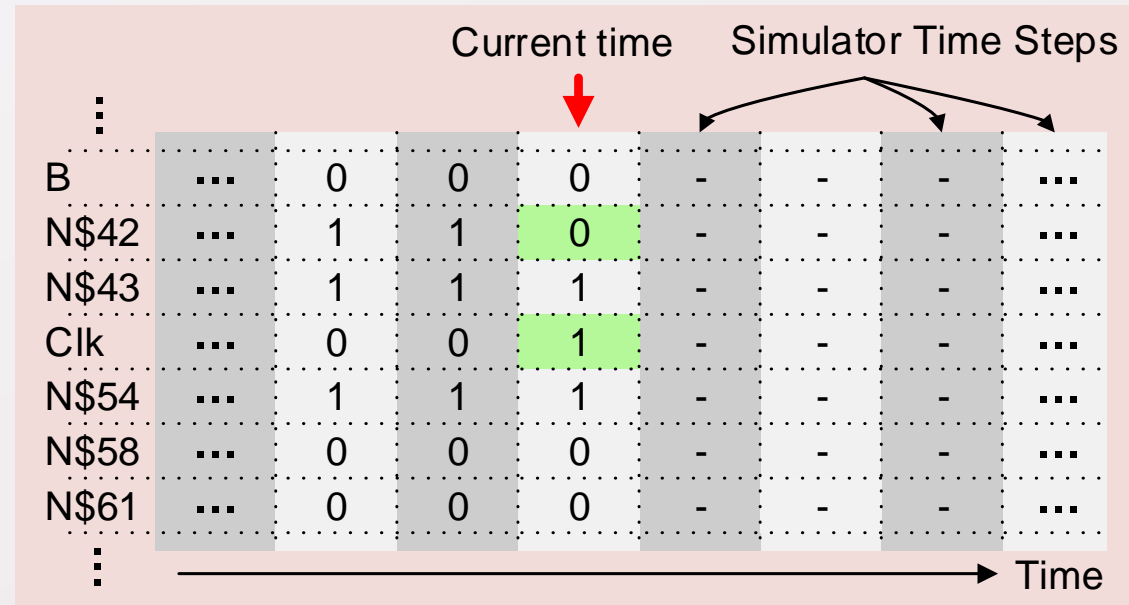 Current time Simulator Time Steps
⋮
B ... 0 0 0 - - - ...
N$42 ... 1 1 0 - - - ...
N$43 ... 1 1 1 - - - ...
Clk ... 0 0 1 - - - ...
N$54 ... 1 1 1 - - - ...
N$58 ... 0 0 0 - - - ...
N$61 ... 0 0 0 - - - ...
⋮
Time